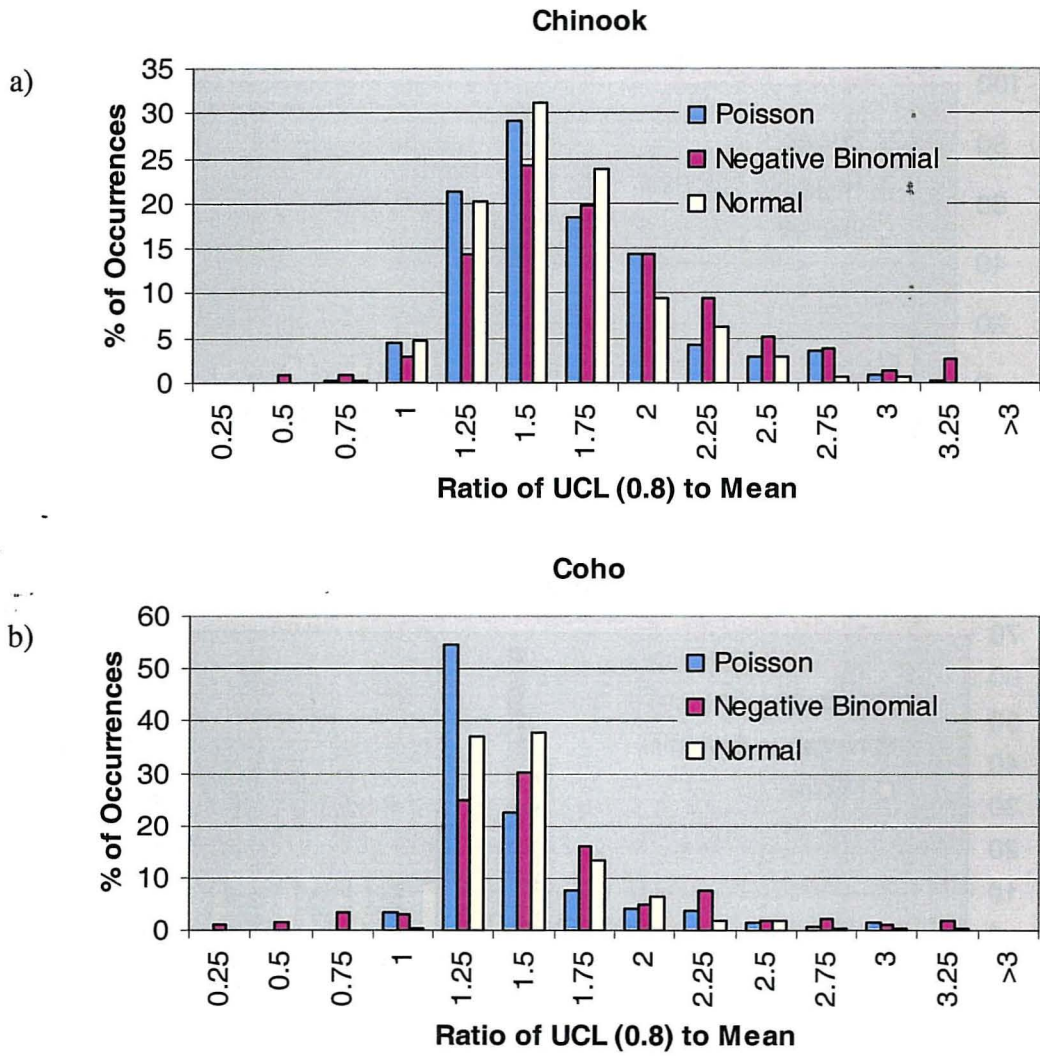 Chinook
a)
35
30
25
20
15
10
5
0
% of Occurrences
Poisson
Negative Binomial
Normal
0.25 0.5 0.75 1 1.25 1.5 1.75 2 2.25 2.5 2.75 3 3.25 >3
Ratio of UCL (0.8) to Mean
Coho
b)
60
50
40
30
20
10
0
% of Occurrences
Poisson
Negative Binomial
Normal
0.25 0.5 0.75 1 1.25 1.5 1.75 2 2.25 2.5 2.75 3 3.25 >3
Ratio of UCL (0.8) to Mean